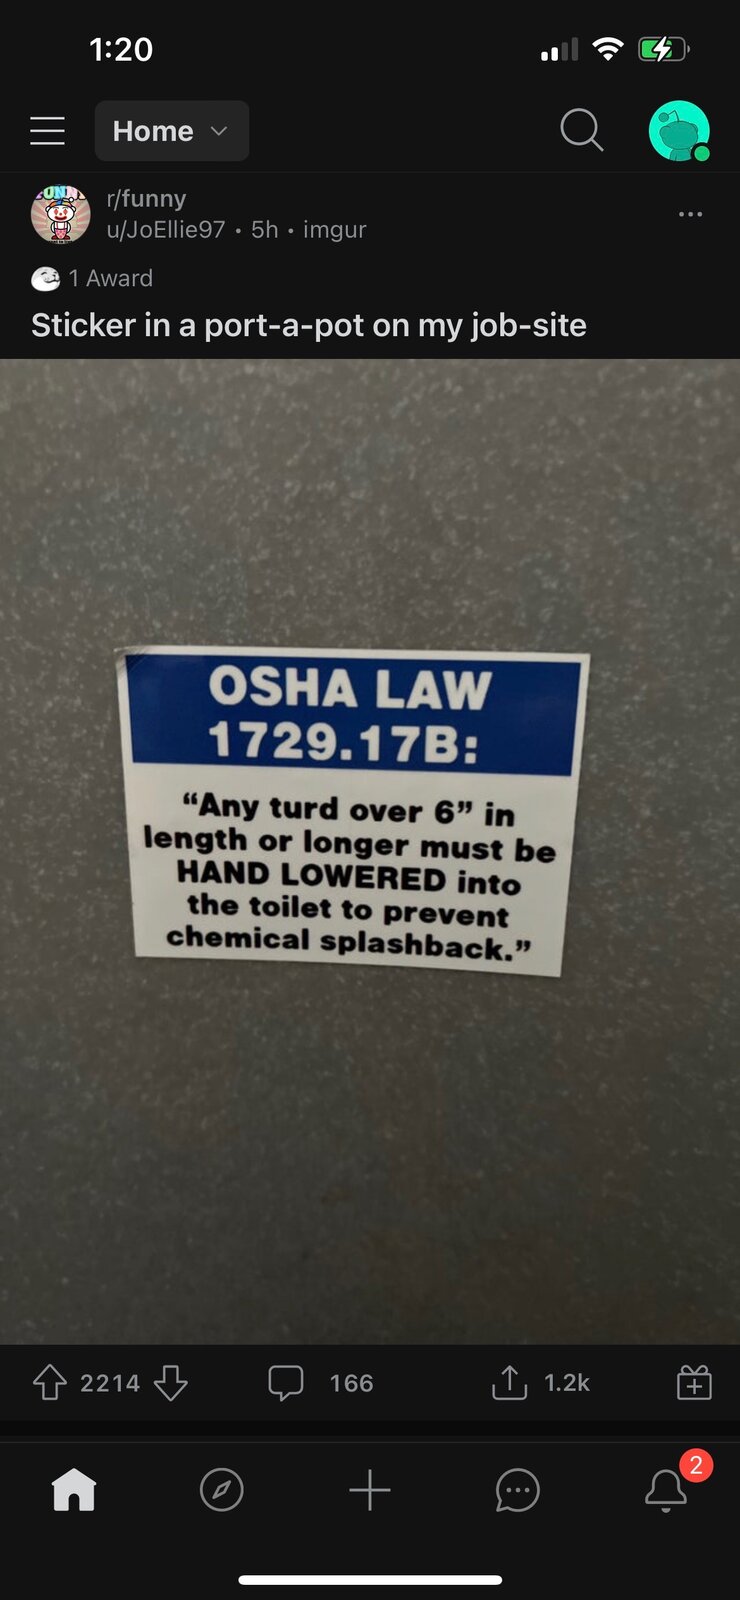 1:20
Home
r/funny
u/JoEllie97 • 5h • imgur
1 Award
Sticker in a port-a-pot on my job-site
OSHA LAW
1729.17B:
“Any turd over 6” in
length or longer must be
HAND LOWERED into
the toilet to prevent
chemical splashback.”
2214
166
1.2k
2